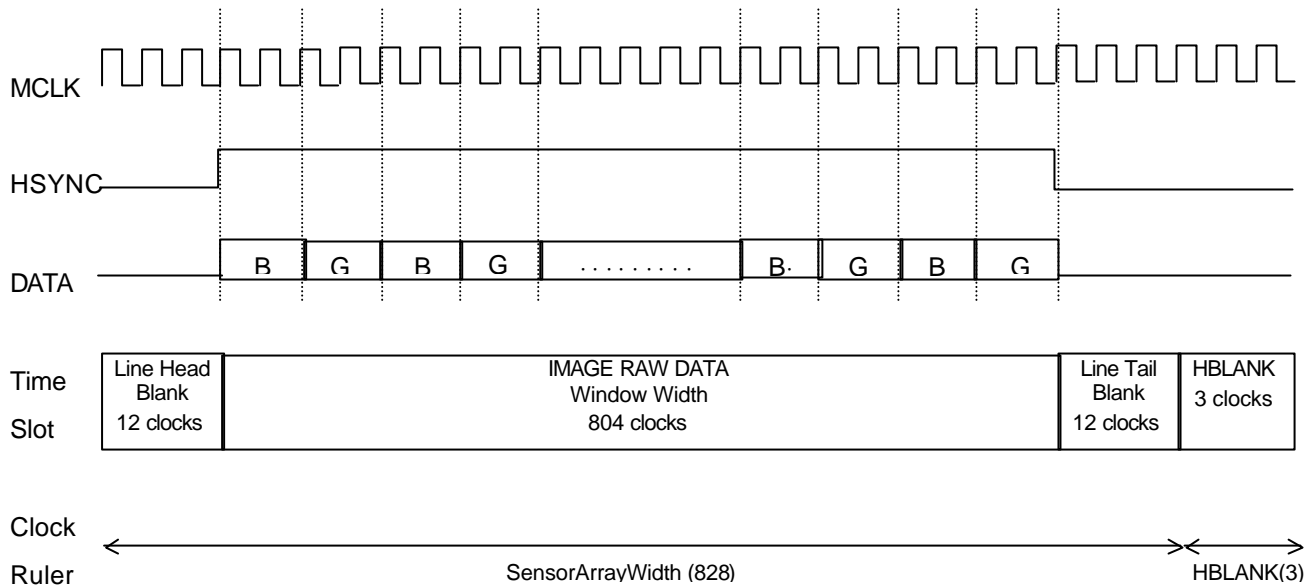 MCLK
HSYNC
DATA
B G B G ......... B. G B G
Time
Slot
Line Head
Blank
12 clocks
IMAGE RAW DATA
Window Width
804 clocks
Line Tail
Blank
12 clocks
HBLANK
3 clocks
Clock
Ruler
SensorArrayWidth (828)
HBLANK(3)